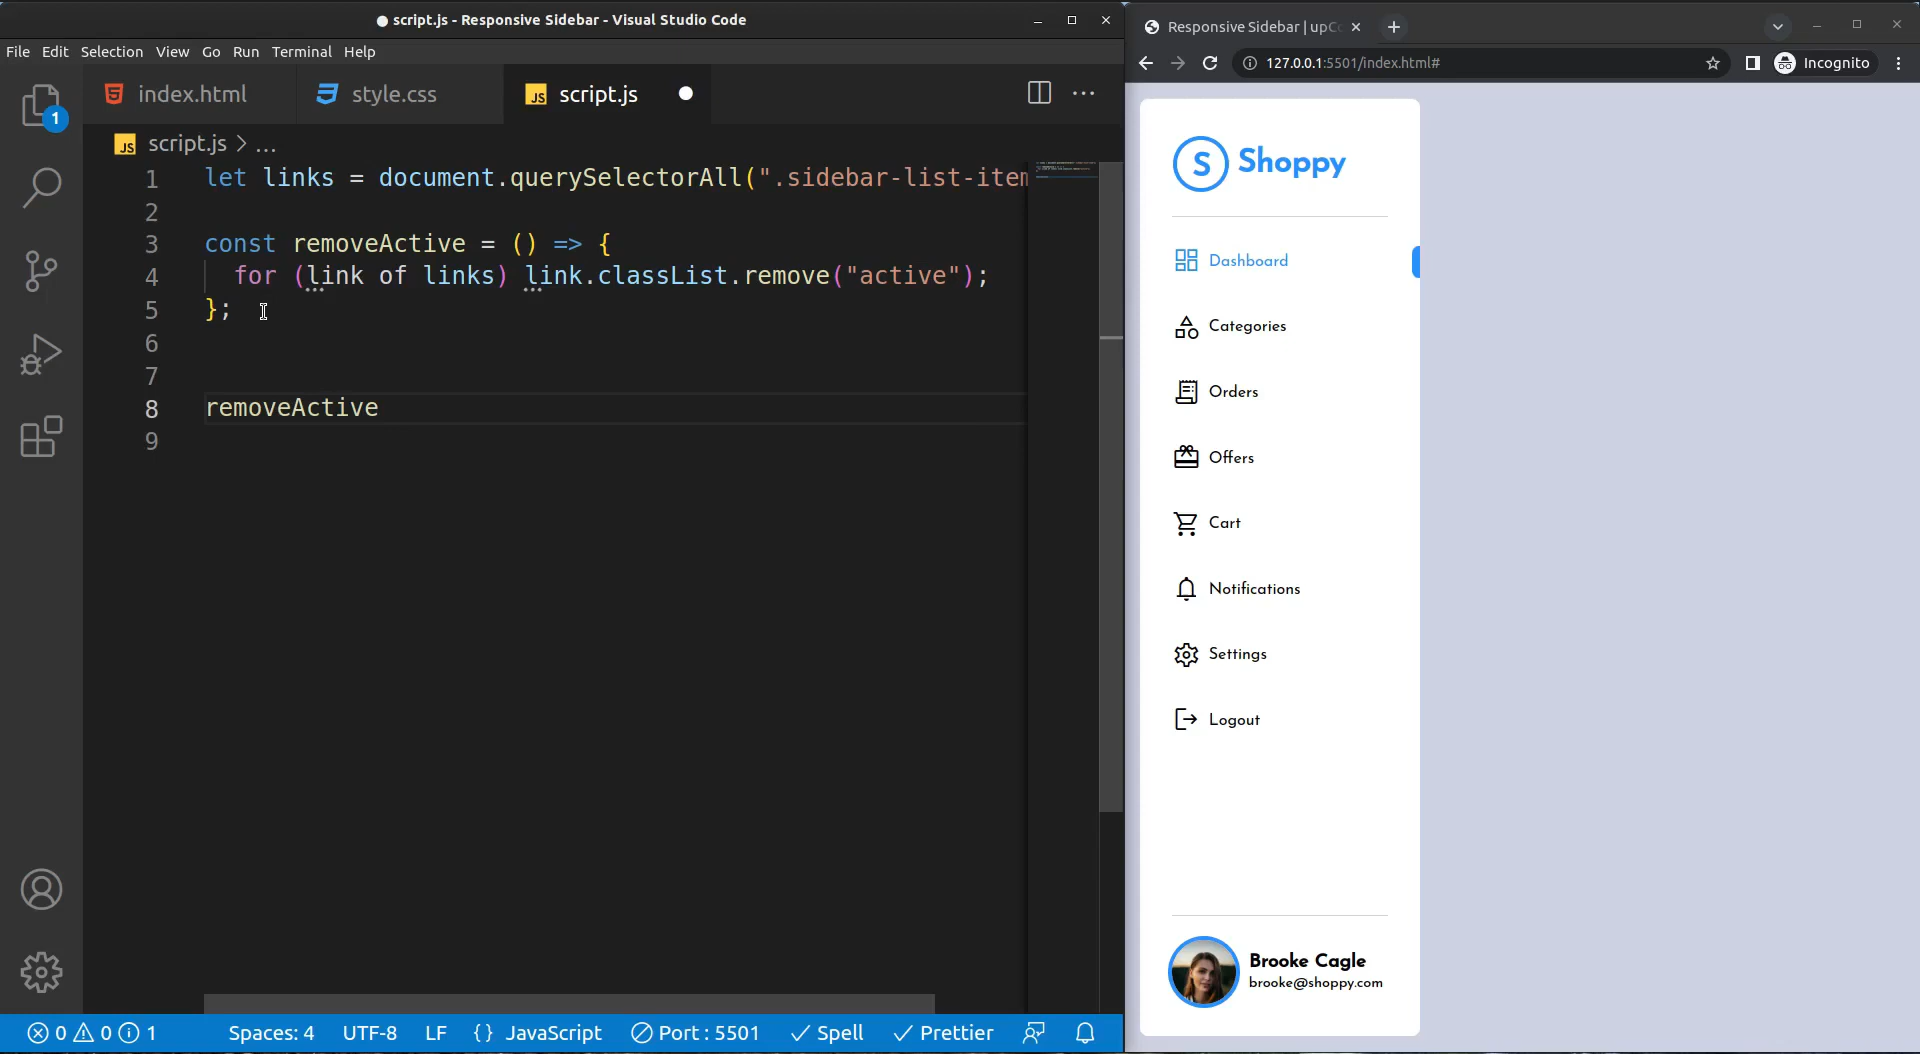 script.js - Responsive Sidebar - Visual Studio Code
File Edit Selection View Go Run Terminal Help
1
index.html
style.css
JS script.js
JS script.js > ...
1 let links = document.querySelectorAll(".sidebar-list-item
2
3 const removeActive = () => {
4 for (link of links) link.classList.remove("active");
5 };
6
7
8 removeActive
9
0 0 1 Spaces: 4 UTF-8 LF {} JavaScript Port : 5501 Spell Prettier
Responsive Sidebar | upC
127.0.0.1:5501/index.html#
Incognito
S Shoppy
Dashboard
Categories
Orders
Offers
Cart
Notifications
Settings
Logout
Brooke Cagle
brooke@shoppy.com